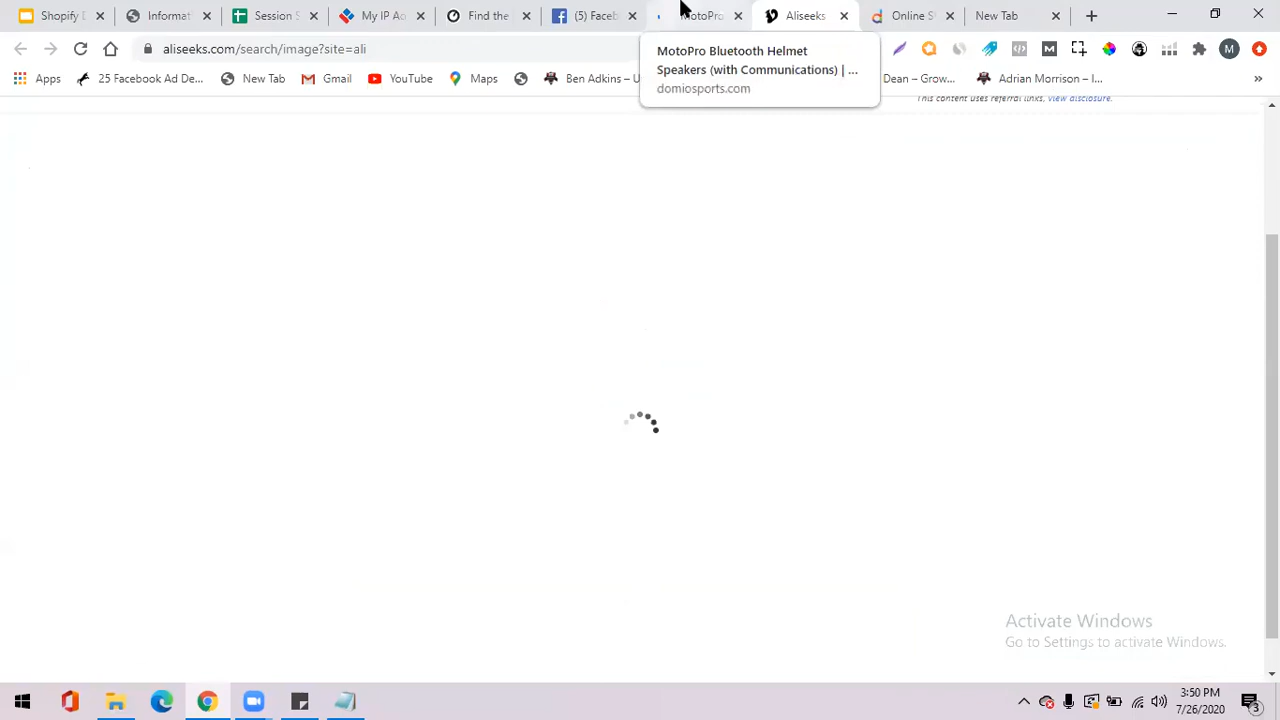 Shopify D
Informat
Session S
My IP Ac
Find the
(5) Faceb
MotoPro
Aliseeks
Online S
New Tab
aliseeks.com/search/image?site=ali
MotoPro Bluetooth Helmet
Speakers (with Communications) | ...
domiosports.com
M
Apps
25 Facebook Ad De...
New Tab
Gmail
YouTube
Maps
Ben Adkins – U
Dean – Grow...
Adrian Morrison – I...
»
This content uses referral links, view disclosure.
Activate Windows
Go to Settings to activate Windows.
3:50 PM
7/26/2020
3